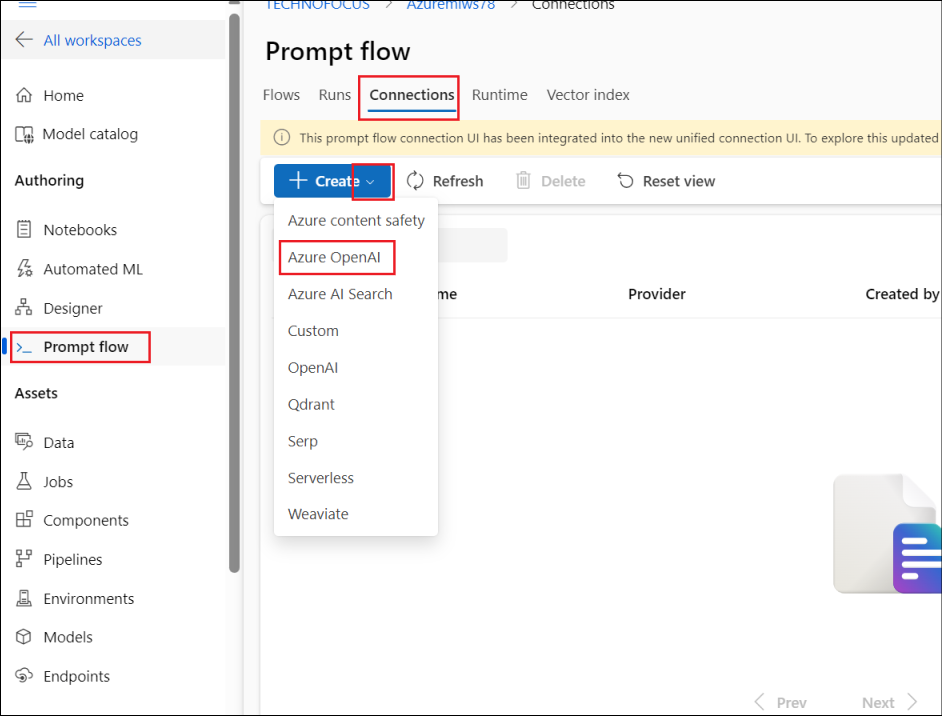 TECHNOFOCUS > Azuremlws78 > Connections
All workspaces
Home
Model catalog
Authoring
Notebooks
Automated ML
Designer
Prompt flow
Assets
Data
Jobs
Components
Pipelines
Environments
Models
Endpoints
Prompt flow
Flows Runs Connections Runtime Vector index
This prompt flow connection UI has been integrated into the new unified connection UI. To explore this updated
Create Refresh Delete Reset view
Azure content safety
Azure OpenAI
Azure AI Search
Custom
OpenAI
Qdrant
Serp
Serverless
Weaviate
me Provider Created by
Prev Next